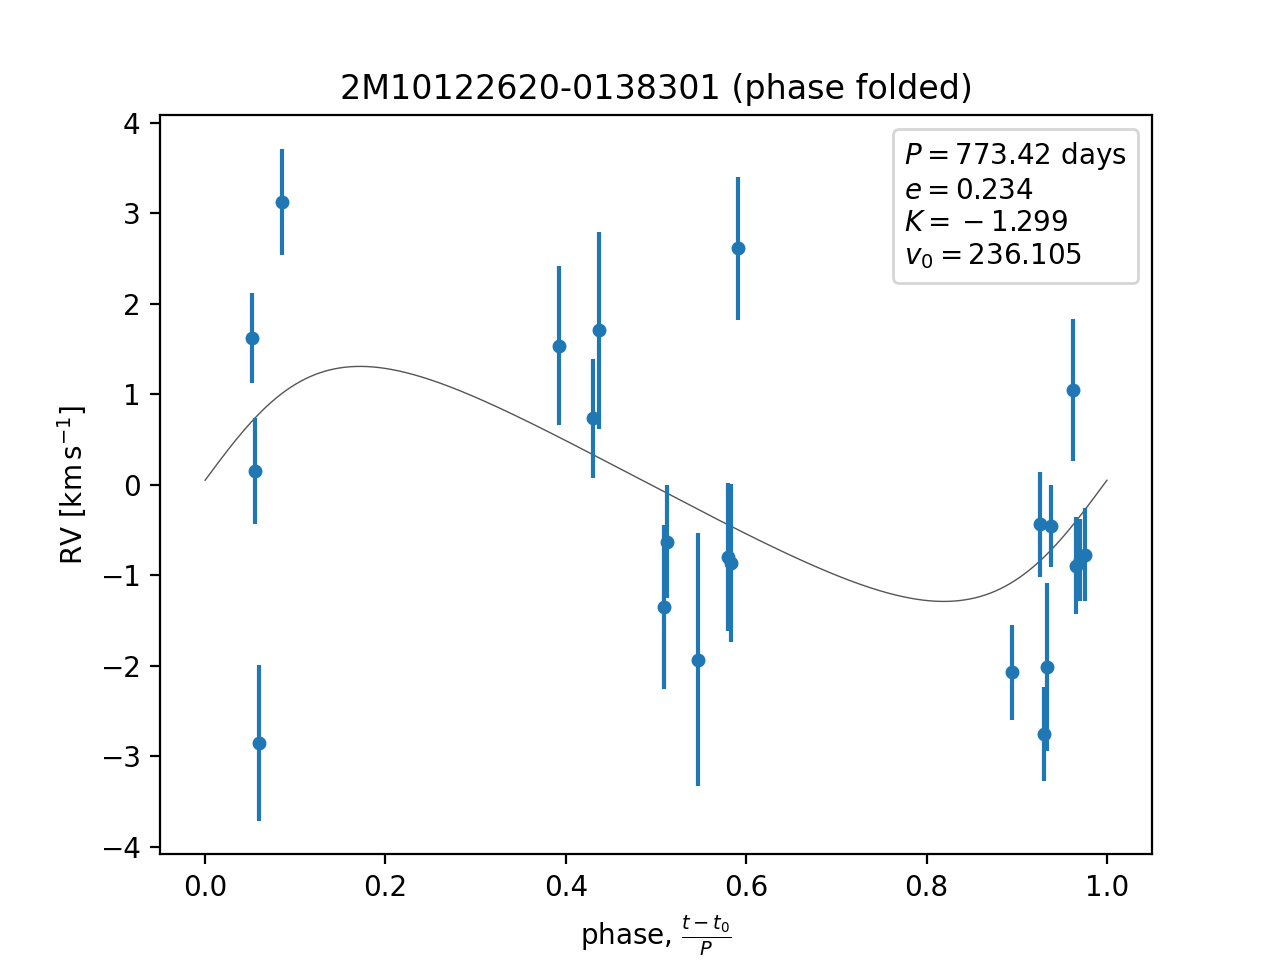 2M10122620-0138301 (phase folded)
P = 773.42 days
e = 0.234
K = −1.299
v₀ = 236.105
RV [km s⁻¹]
4
3
2
1
0
−1
−2
−3
−4
0.0 0.2 0.4 0.6 0.8 1.0
phase, (t − t₀)/P